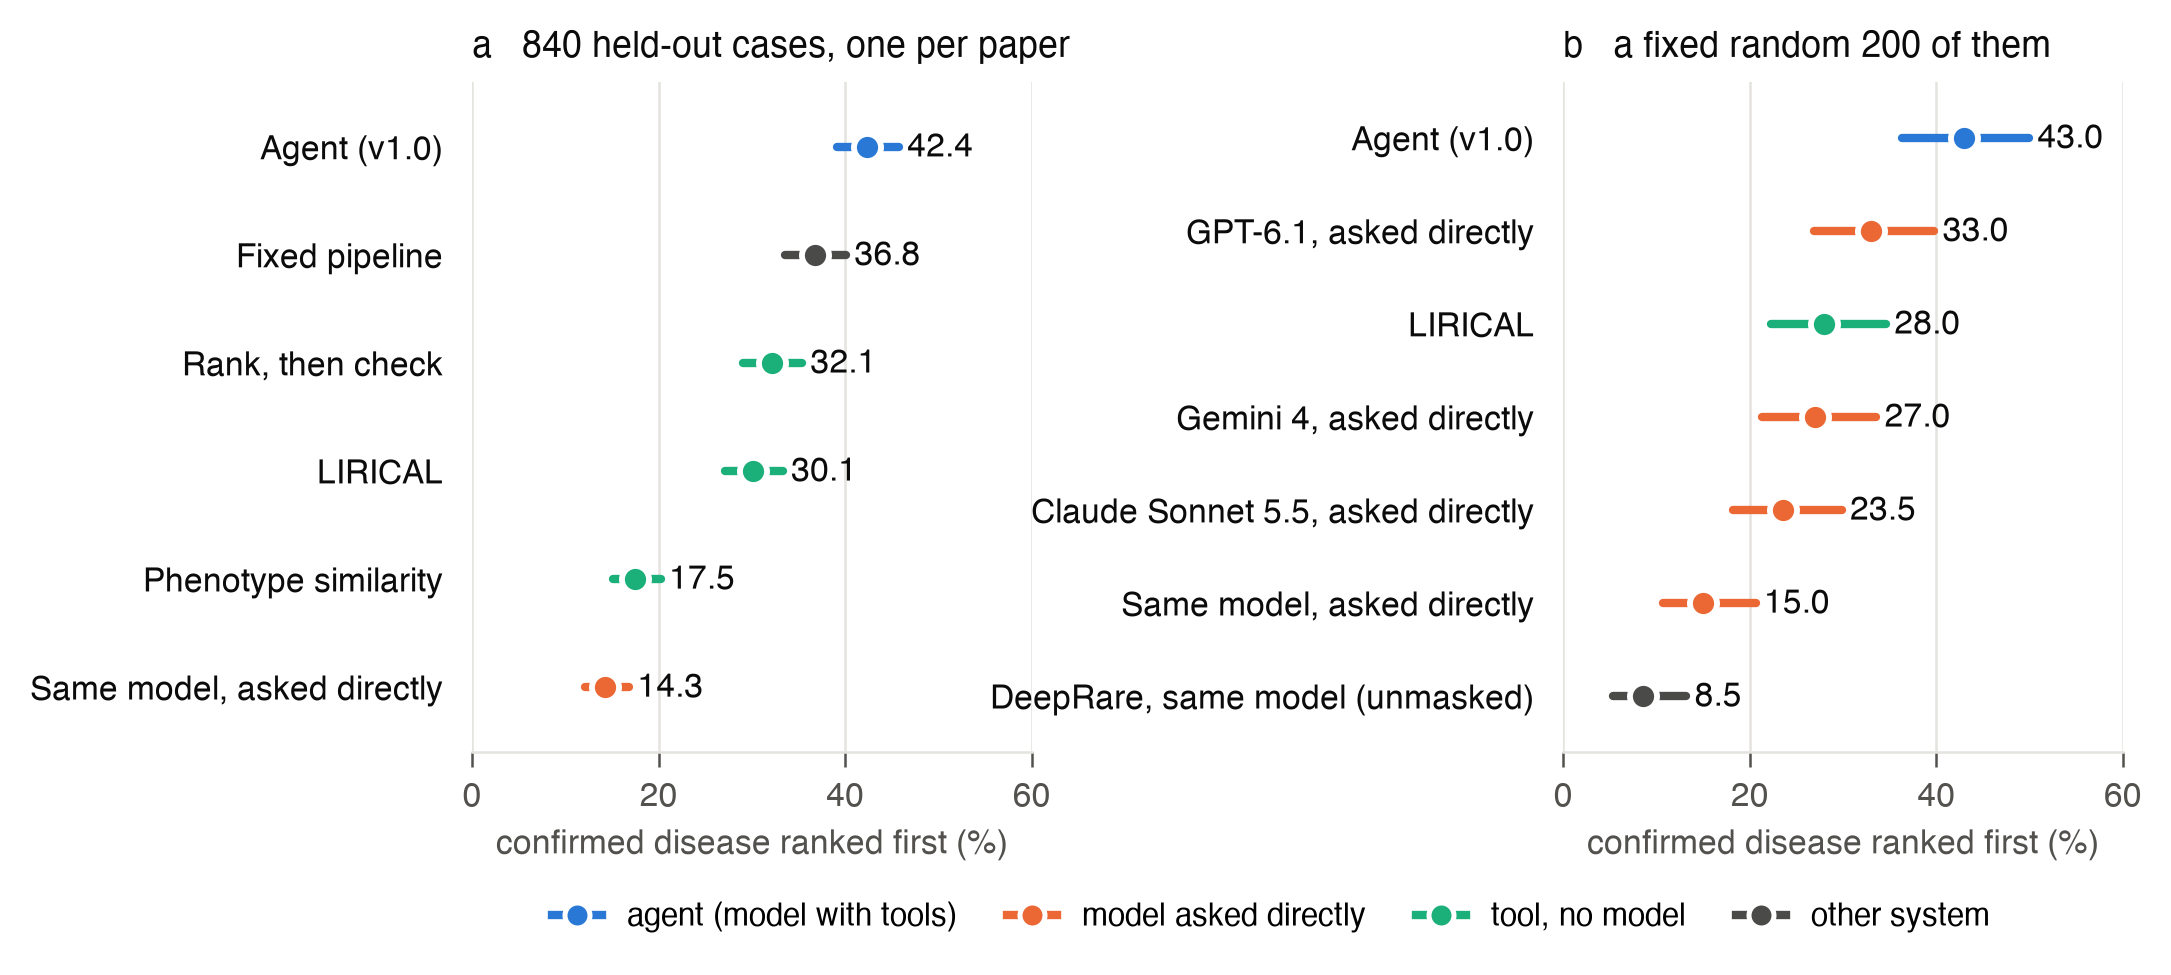 a 840 held-out cases, one per paper
Agent (v1.0)
42.4
Fixed pipeline
36.8
Rank, then check
32.1
LIRICAL
30.1
Phenotype similarity
17.5
Same model, asked directly
14.3
0 20 40 60
confirmed disease ranked first (%)
b a fixed random 200 of them
Agent (v1.0)
43.0
GPT-6.1, asked directly
33.0
LIRICAL
28.0
Gemini 4, asked directly
27.0
Claude Sonnet 5.5, asked directly
23.5
Same model, asked directly
15.0
DeepRare, same model (unmasked)
8.5
0 20 40 60
confirmed disease ranked first (%)
agent (model with tools) model asked directly tool, no model other system